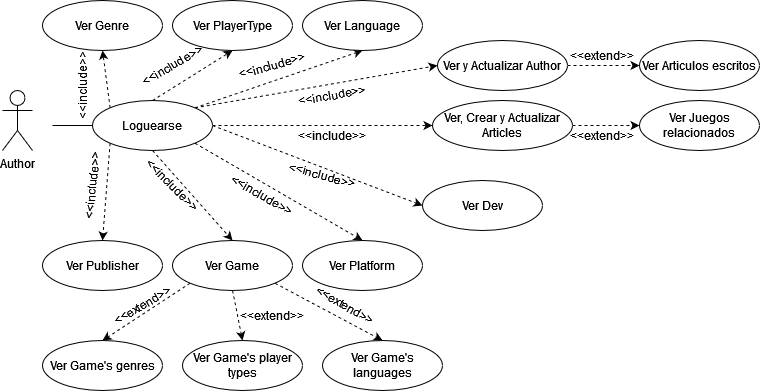 Ver Genre
Ver PlayerType
Ver Language
<<include>>
<<include>>
<<include>>
Ver y Actualizar Author
<<extend>>
Ver Articulos escritos
<<include>>
Author
Loguearse
<<include>>
Ver, Crear y Actualizar
Articles
<<extend>>
Ver Juegos
relacionados
<<include>>
<<include>>
<<include>>
<<include>>
Ver Dev
Ver Publisher
Ver Game
Ver Platform
<<extend>>
<<extend>>
<<extend>>
Ver Game's genres
Ver Game's player
types
Ver Game's
languages